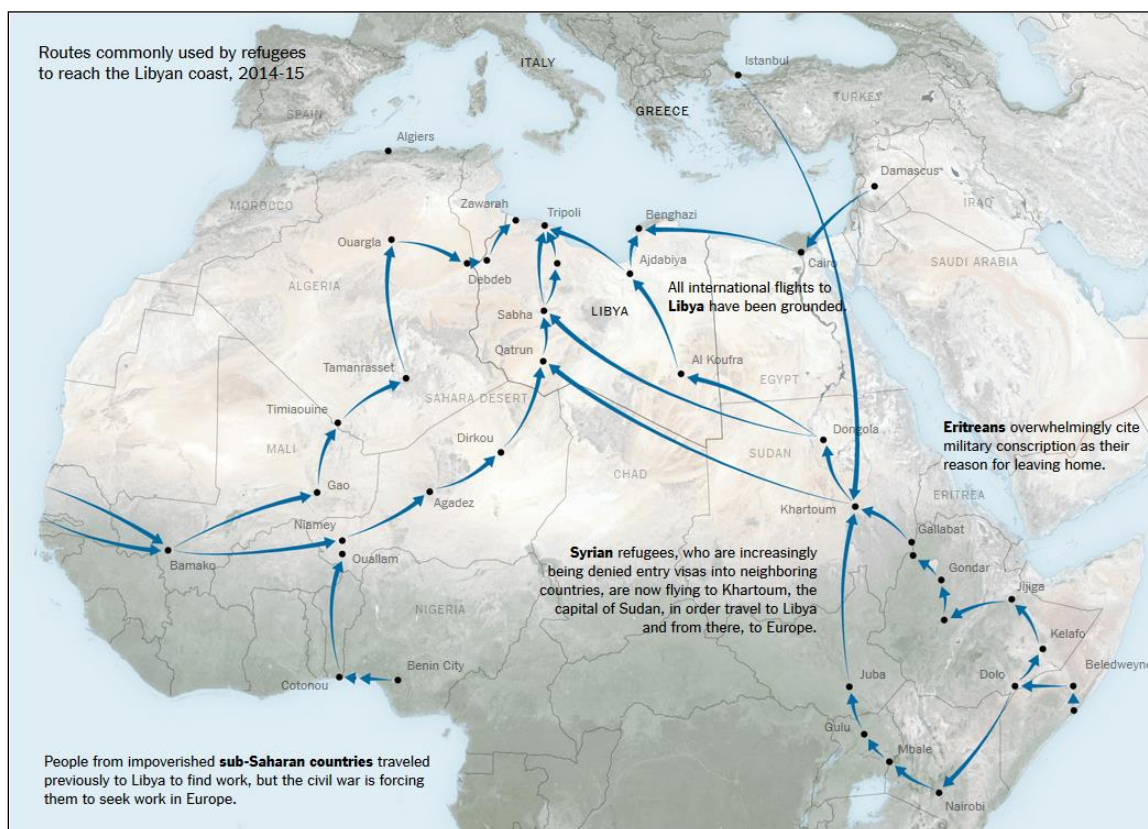 Routes commonly used by refugees
to reach the Libyan coast, 2014-15
ITALY
Istanbul
GREECE
TURKEY
SPAIN
Algiers
Damascus
MOROCCO
Zawarah
Tripoli
Benghazi
IRAQ
Ouargla
Cairo
SAUDI ARABIA
Debdeb
Ajdabiya
ALGERIA
All international flights to
Libya have been grounded.
Sabha
LIBYA
Qatrun
Al Koufra
EGYPT
Tamanrasset
SAHARA DESERT
Timiaouine
Eritreans overwhelmingly cite
military conscription as their
reason for leaving home.
Dirkou
Dongola
MALI
SUDAN
CHAD
Gao
Agadez
ERITREA
Khartoum
Niamey
Gallabat
Bamako
Ouallam
Syrian refugees, who are increasingly
being denied entry visas into neighboring
countries, are now flying to Khartoum, the
capital of Sudan, in order travel to Libya
and from there, to Europe.
Gondar
Jijiga
NIGERIA
Kelafo
Benin City
Beledweyne
Cotonou
Juba
Dolo
Gulu
Mbale
Nairobi
People from impoverished sub-Saharan countries traveled
previously to Libya to find work, but the civil war is forcing
them to seek work in Europe.